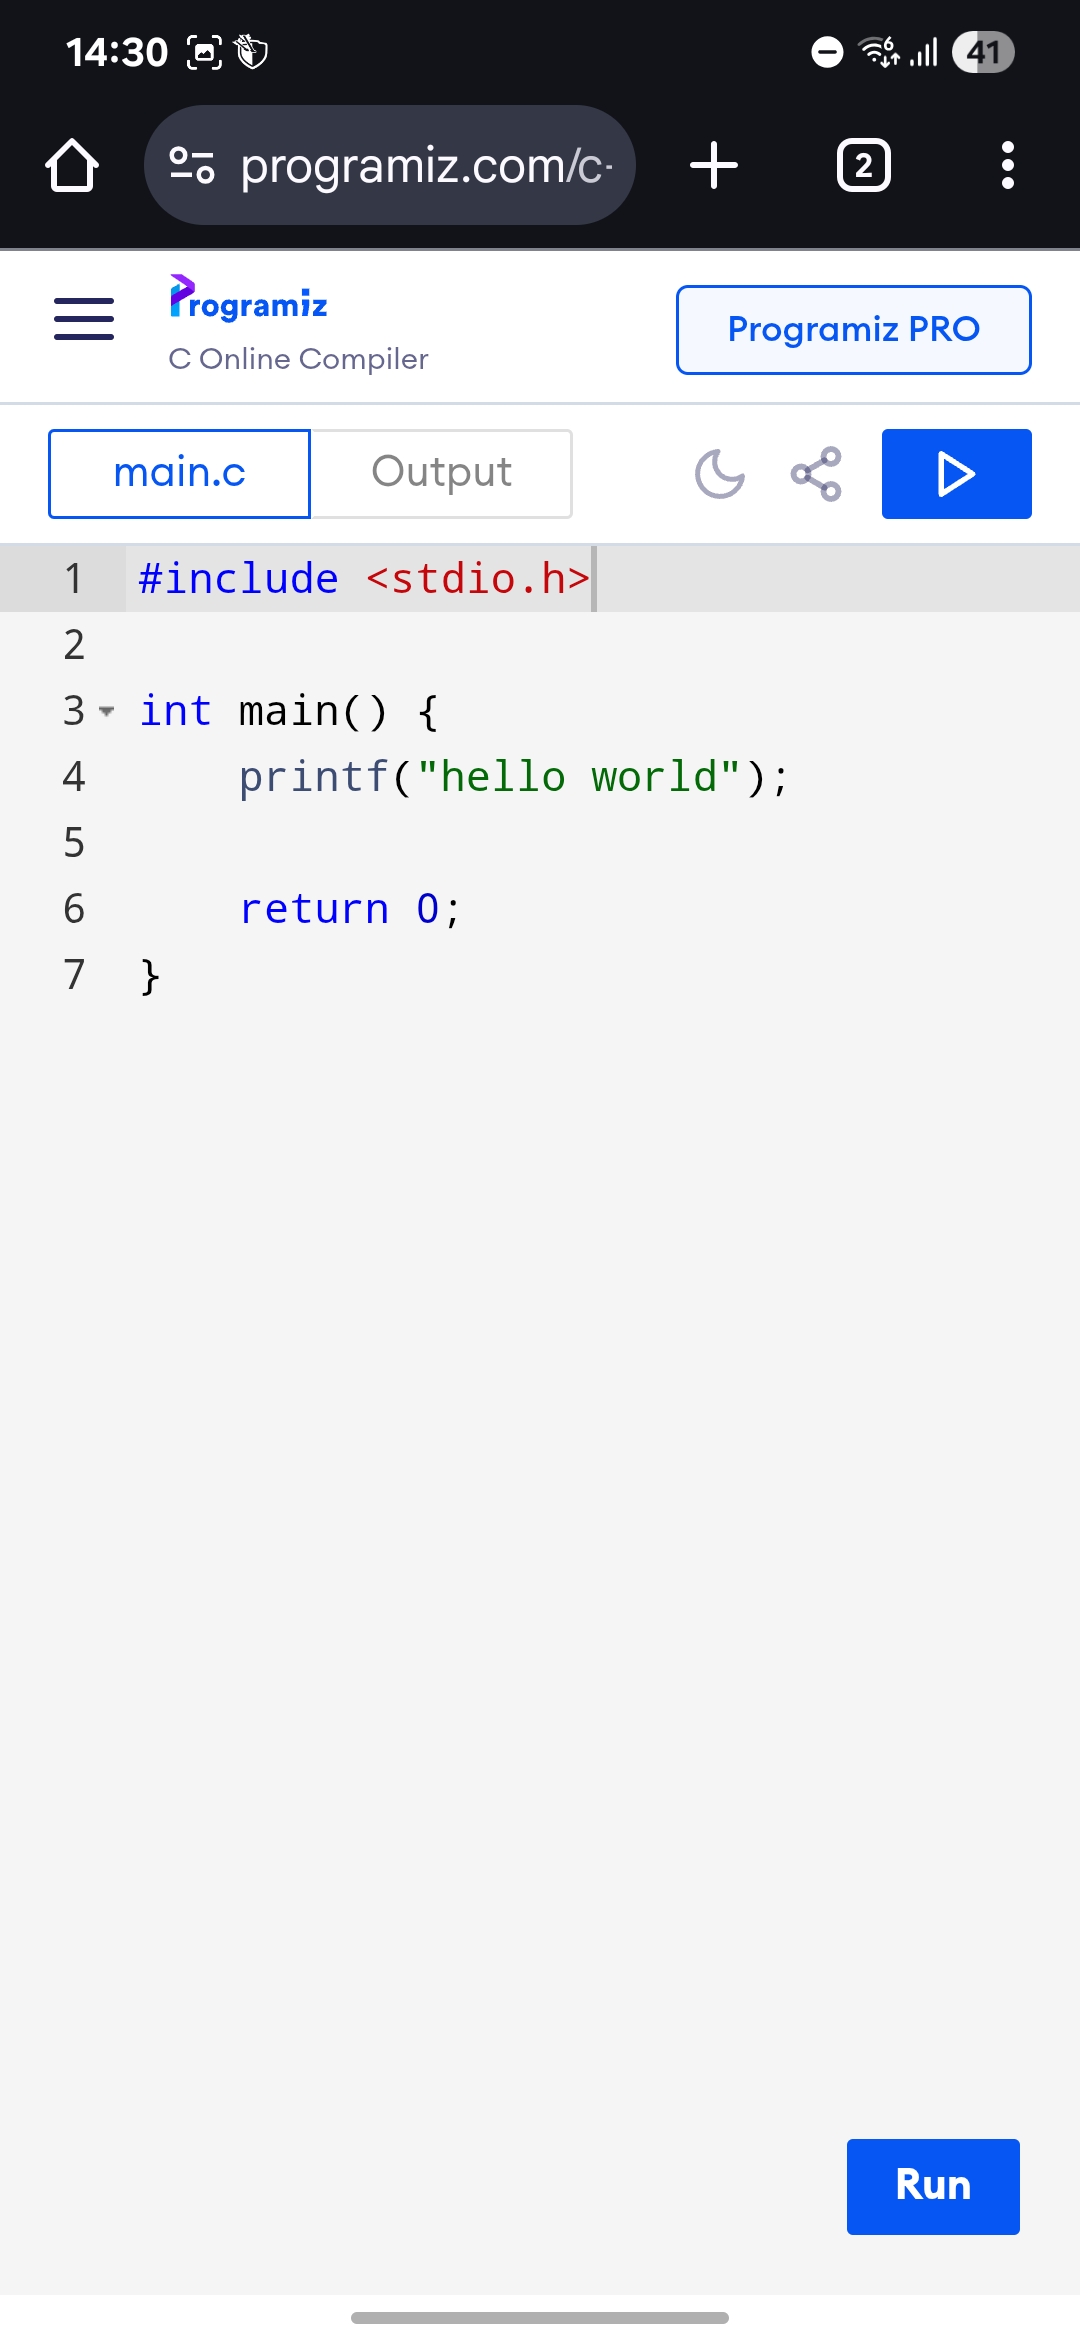 14:30
41
programiz.com/c-
2
Programiz
C Online Compiler
Programiz PRO
main.c
Output
1 #include <stdio.h>
2
3 int main() {
4     printf("hello world");
5
6     return 0;
7 }
Run